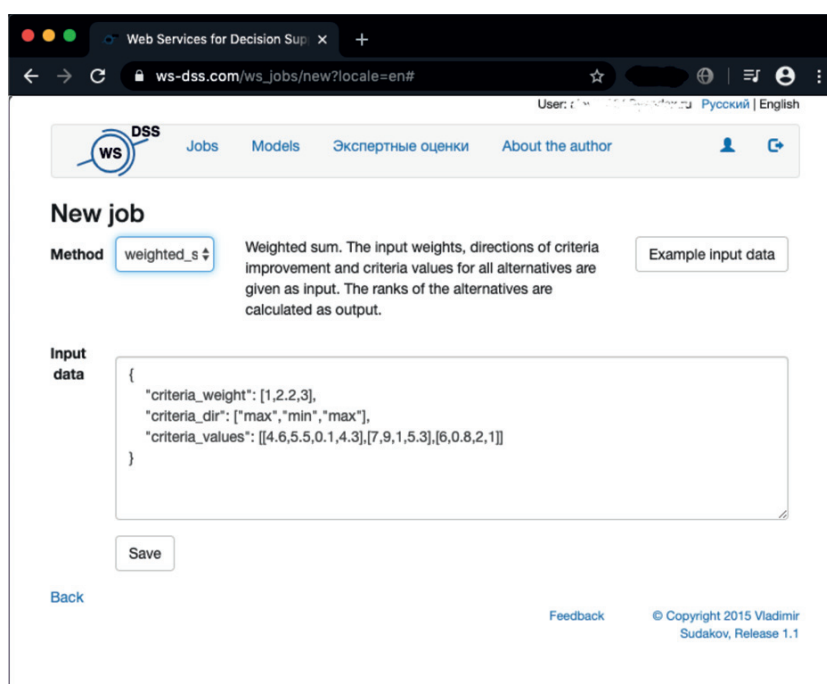 Web Services for Decision Sup
ws-dss.com/ws_jobs/new?locale=en#
User: Русский | English
WS DSS Jobs Models Экспертные оценки About the author
New job
Method weighted_s Weighted sum. The input weights, directions of criteria Example input data
improvement and criteria values for all alternatives are
given as input. The ranks of the alternatives are
calculated as output.
Input
data
{
"criteria_weight": [1,2.2,3],
"criteria_dir": ["max","min","max"],
"criteria_values": [[4.6,5.5,0.1,4.3],[7,9,1,5.3],[6,0.8,2,1]]
}
Save
Back
Feedback © Copyright 2015 Vladimir
Sudakov, Release 1.1